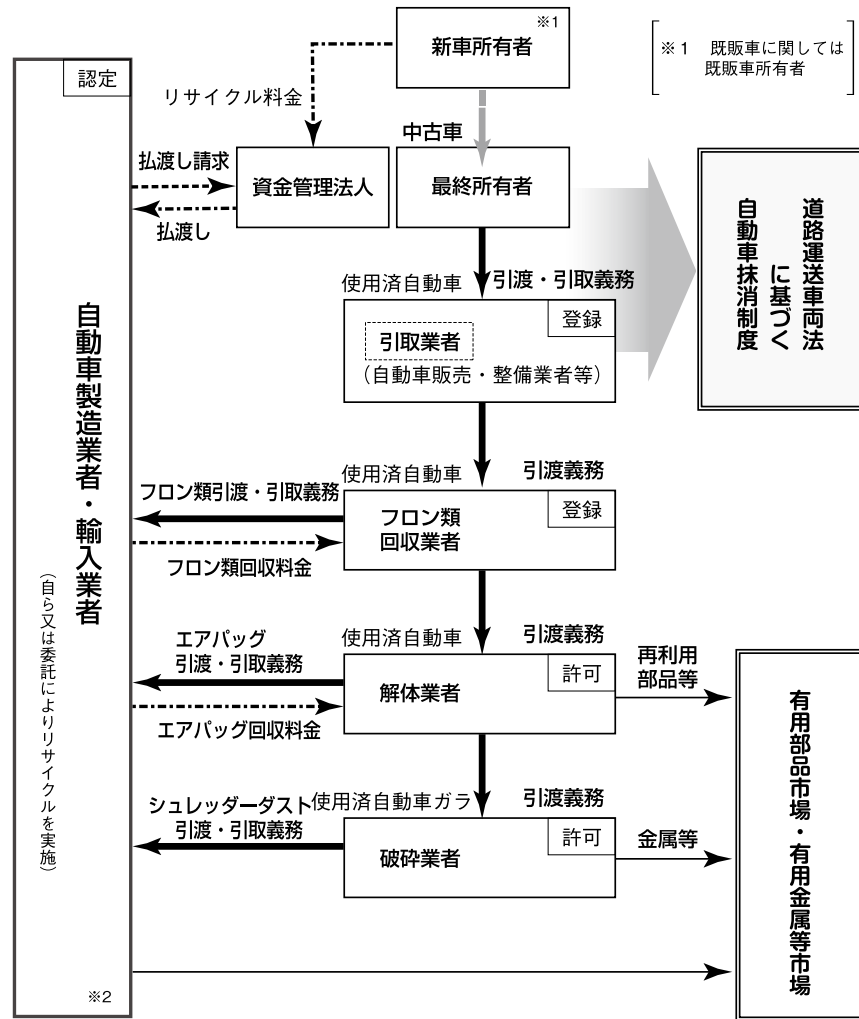 ※1
新車所有者
※1 既販車に関しては
既販車所有者
認定
リサイクル料金
中古車
払渡し請求
資金管理法人
最終所有者
払渡し
道路運送車両法
に基づく
自動車抹消制度
使用済自動車
引渡・引取義務
登録
引取業者
(自動車販売・整備業者等)
自動車製造業者・輸入業者
(自ら又は委託によりリサイクルを実施)
使用済自動車
引渡義務
フロン類引渡・引取義務
登録
フロン類
回収業者
フロン類回収料金
使用済自動車
引渡義務
エアバッグ
引渡・引取義務
許可
解体業者
再利用
部品等
エアバッグ回収料金
有用部品市場・有用金属等市場
シュレッダーダスト
引渡・引取義務
使用済自動車ガラ
引渡義務
許可
破砕業者
金属等
※2